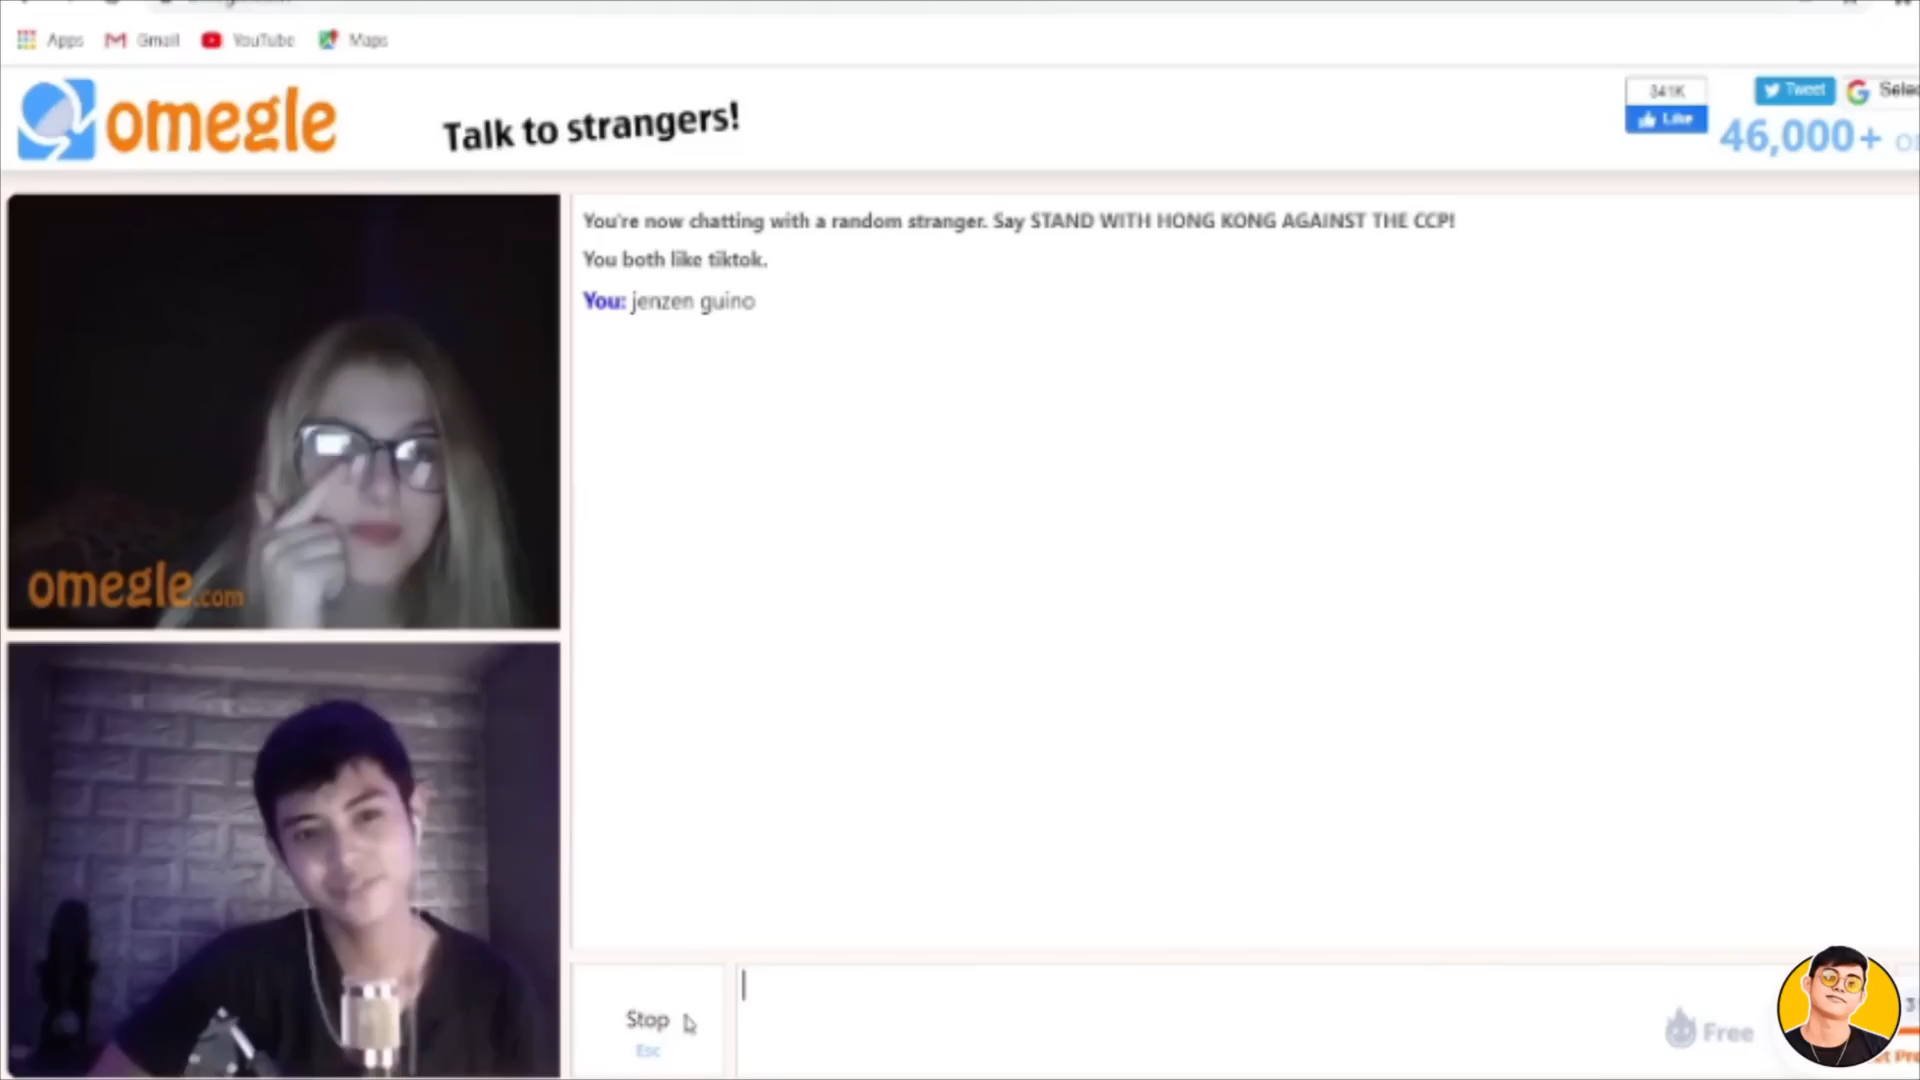 Apps Gmail YouTube Maps
omegle
Talk to strangers!
341K
Like
Tweet
46,000+
You're now chatting with a random stranger. Say STAND WITH HONG KONG AGAINST THE CCP!
You both like tiktok.
You: jenzen guino
omegle.com
Stop
Esc
Free